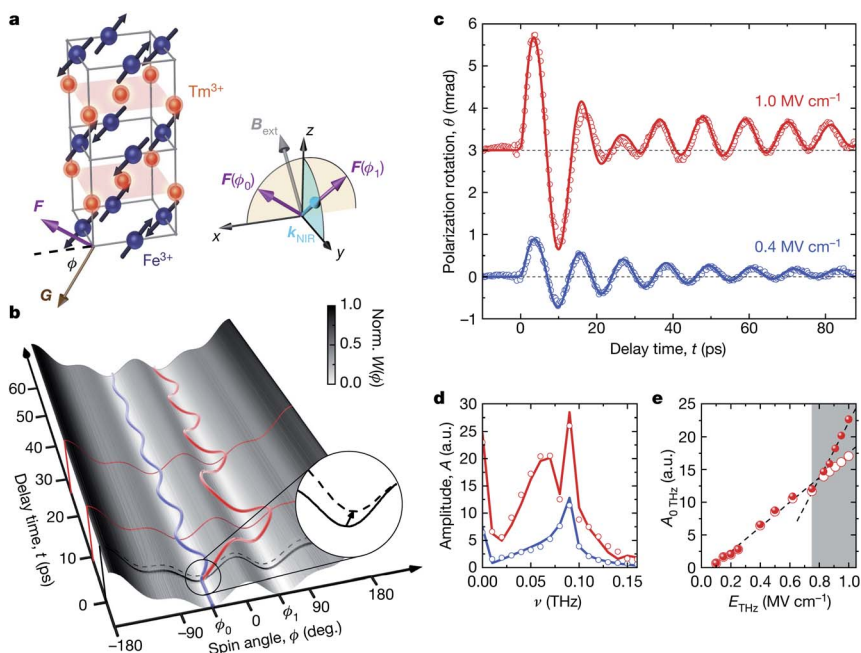 a
Tm3+
F
ϕ
G
Fe3+
Bext
z
F(ϕ0)
F(ϕ1)
kNIR
x
y
b
1.0
0.5
0.0
Norm. W(ϕ)
Delay time, t (ps)
60
50
40
30
20
10
0
-180
-90
ϕ0
0
ϕ1
90
180
Spin angle, ϕ (deg.)
c
Polarization rotation, θ (mrad)
6
5
4
3
2
1
0
−1
1.0 MV cm−1
0.4 MV cm−1
0 20 40 60 80
Delay time, t (ps)
d
Amplitude, A (a.u.)
30
25
20
15
10
5
0
0.00 0.05 0.10 0.15
ν (THz)
e
A0 THz (a.u.)
25
20
15
10
5
0
0.0 0.2 0.4 0.6 0.8 1.0
ETHz (MV cm−1)